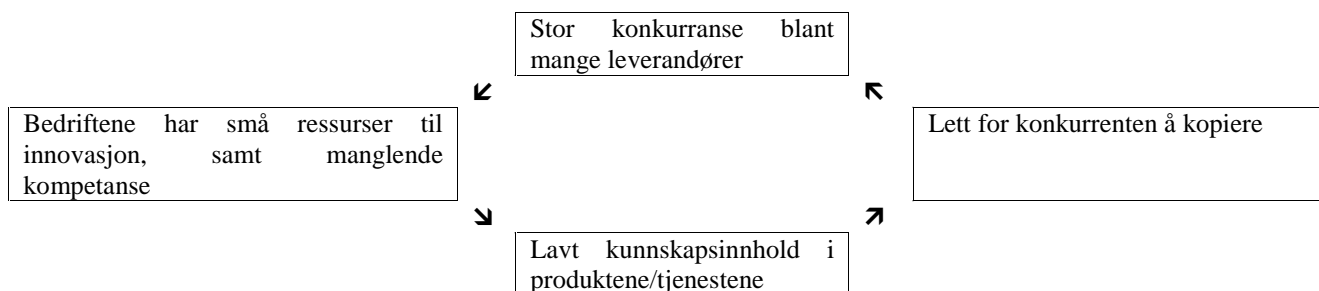 Stor konkurranse blant
mange leverandører
Bedriftene har små ressurser til
innovasjon, samt manglende
kompetanse
Lett for konkurrenten å kopiere
Lavt kunnskapsinnhold i
produktene/tjenestene